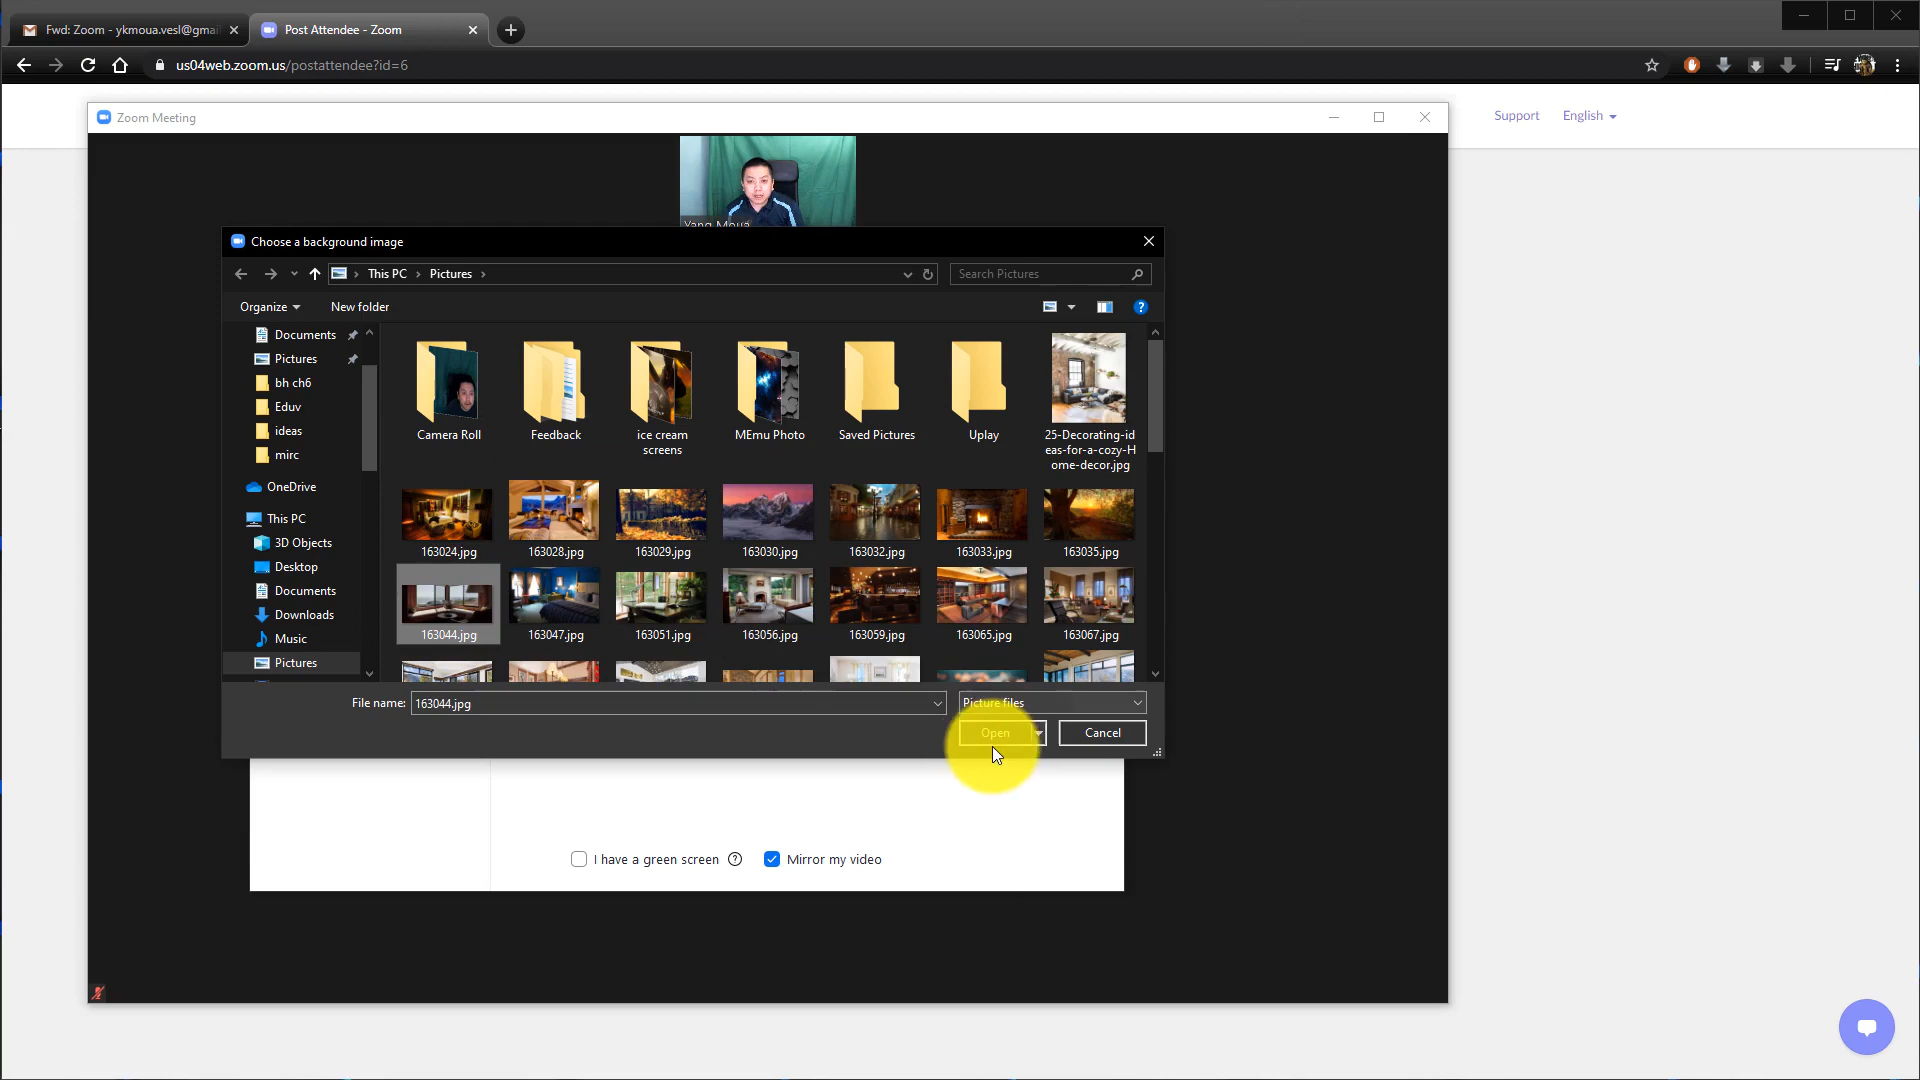 Fwd: Zoom - ykmoua.vesl@gmai
Post Attendee - Zoom
us04web.zoom.us/postattendee?id=6
Support
English
Zoom Meeting
Yang Moua
Choose a background image
This PC
Pictures
Search Pictures
Organize
New folder
Documents
Pictures
bh ch6
Eduv
ideas
mirc
OneDrive
This PC
3D Objects
Desktop
Documents
Downloads
Music
Pictures
Camera Roll
Feedback
ice cream
screens
MEmu Photo
Saved Pictures
Uplay
25-Decorating-id
eas-for-a-cozy-H
ome-decor.jpg
163024.jpg
163028.jpg
163029.jpg
163030.jpg
163032.jpg
163033.jpg
163035.jpg
163044.jpg
163047.jpg
163051.jpg
163056.jpg
163059.jpg
163065.jpg
163067.jpg
File name:
163044.jpg
Picture files
Open
Cancel
I have a green screen
Mirror my video